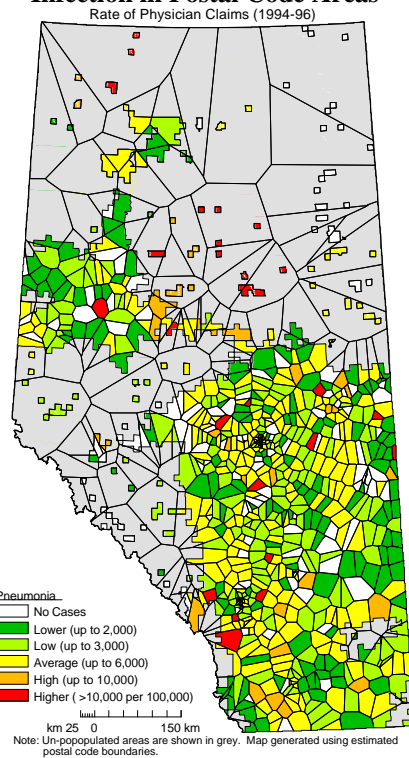 Infection in Postal Code Areas
Rate of Physician Claims (1994-96)
Pneumonia
No Cases
Lower (up to 2,000)
Low (up to 3,000)
Average (up to 6,000)
High (up to 10,000)
Higher ( >10,000 per 100,000)
km 25 0 150 km
Note: Un-popopulated areas are shown in grey. Map generated using estimated
postal code boundaries.